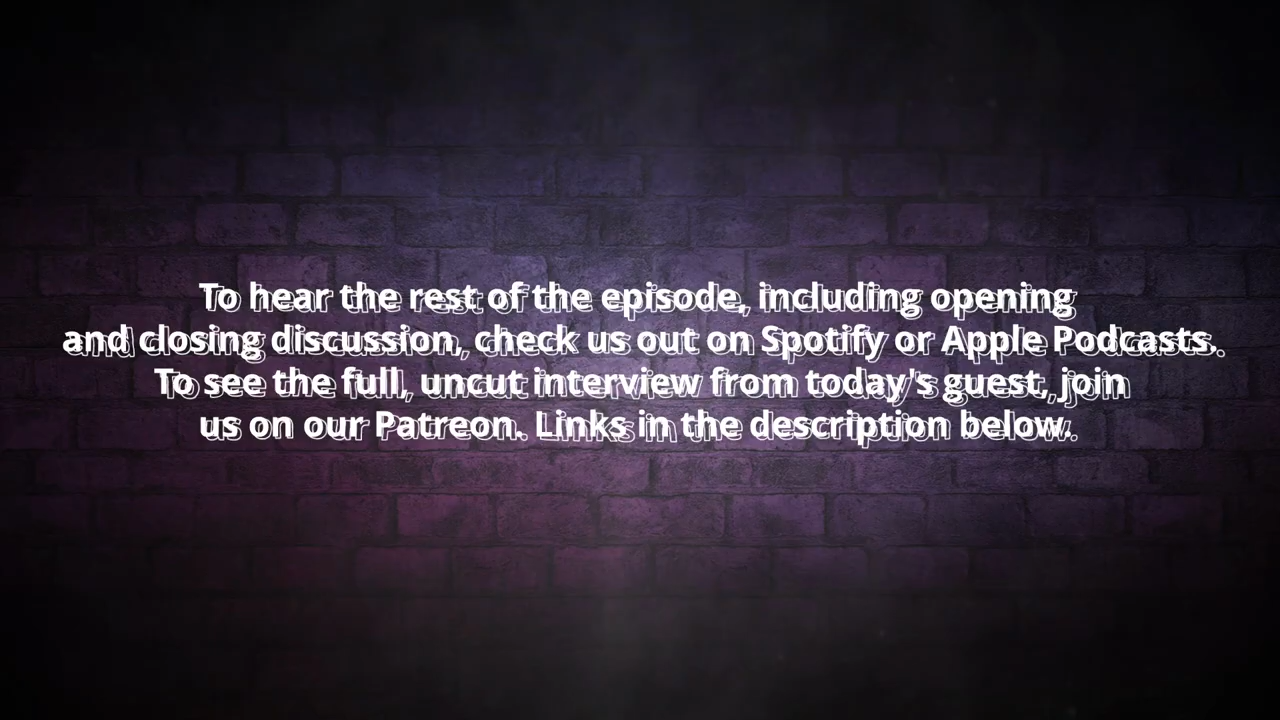 To hear the rest of the episode, including opening
and closing discussion, check us out on Spotify or Apple Podcasts.
To see the full, uncut interview from today's guest, join
us on our Patreon. Links in the description below.